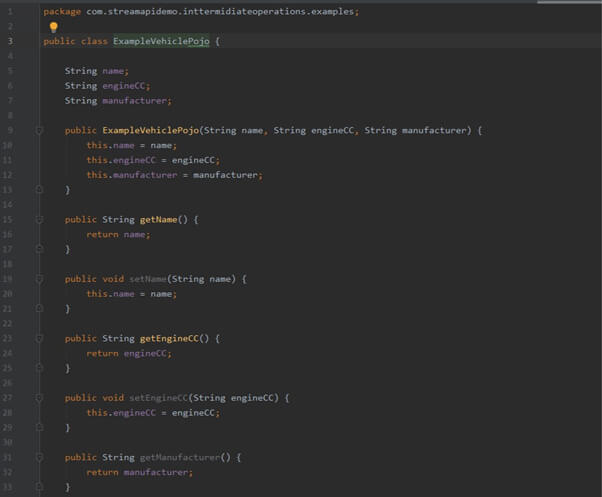 1 package com.streamapidemo.inttermidiateoperations.examples;
2
3 public class ExampleVehiclePojo {
4
5 String name;
6 String engineCC;
7 String manufacturer;
8
9 public ExampleVehiclePojo(String name, String engineCC, String manufacturer) {
10 this.name = name;
11 this.engineCC = engineCC;
12 this.manufacturer = manufacturer;
13 }
14
15 public String getName() {
16 return name;
17 }
18
19 public void setName(String name) {
20 this.name = name;
21 }
22
23 public String getEngineCC() {
24 return engineCC;
25 }
26
27 public void setEngineCC(String engineCC) {
28 this.engineCC = engineCC;
29 }
30
31 public String getManufacturer() {
32 return manufacturer;
33 }